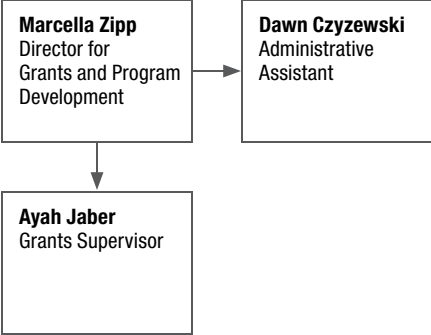 Marcella Zipp
Director for
Grants and Program
Development
Dawn Czyzewski
Administrative
Assistant
Ayah Jaber
Grants Supervisor